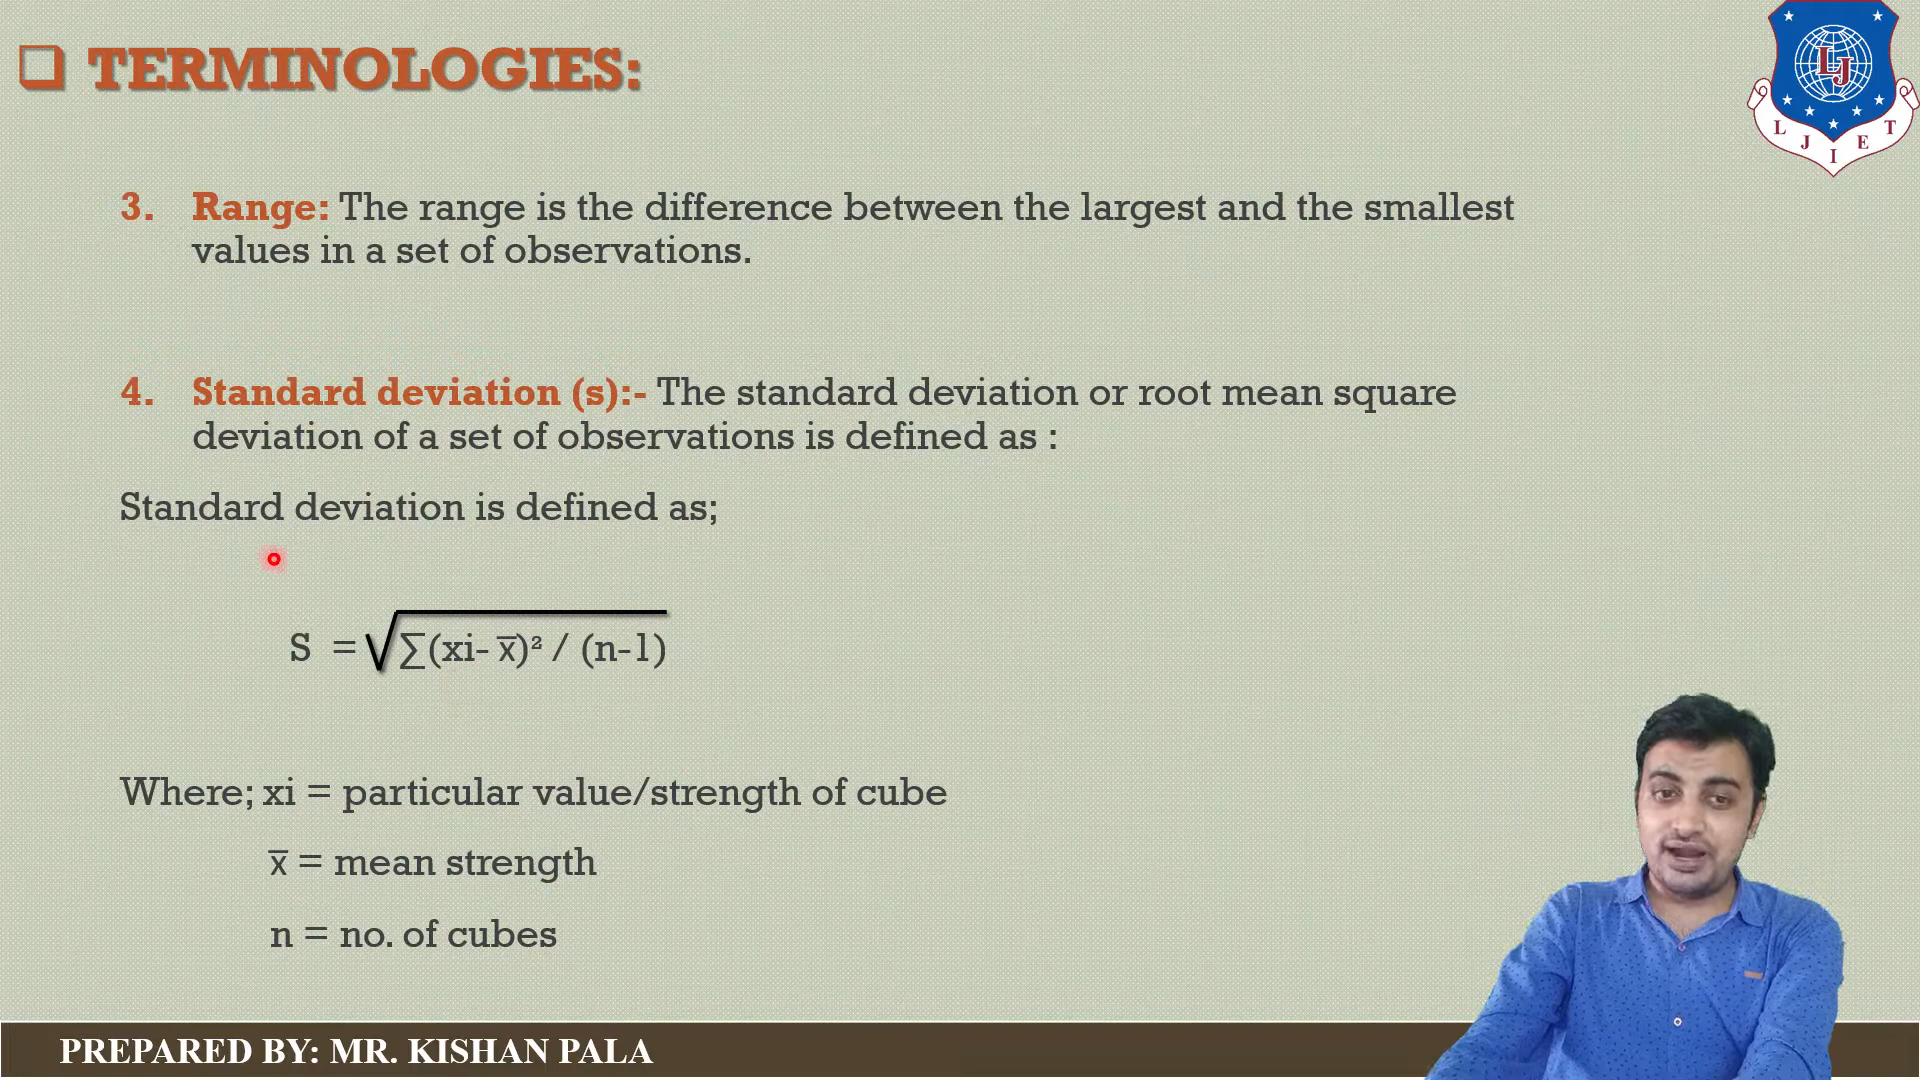 ❑ TERMINOLOGIES:
LJ
L J I E T
3. Range: The range is the difference between the largest and the smallest
values in a set of observations.
4. Standard deviation (s):- The standard deviation or root mean square
deviation of a set of observations is defined as :
Standard deviation is defined as;
S = √∑(xi- x̅)² / (n-1)
Where; xi = particular value/strength of cube
x̅ = mean strength
n = no. of cubes
PREPARED BY: MR. KISHAN PALA